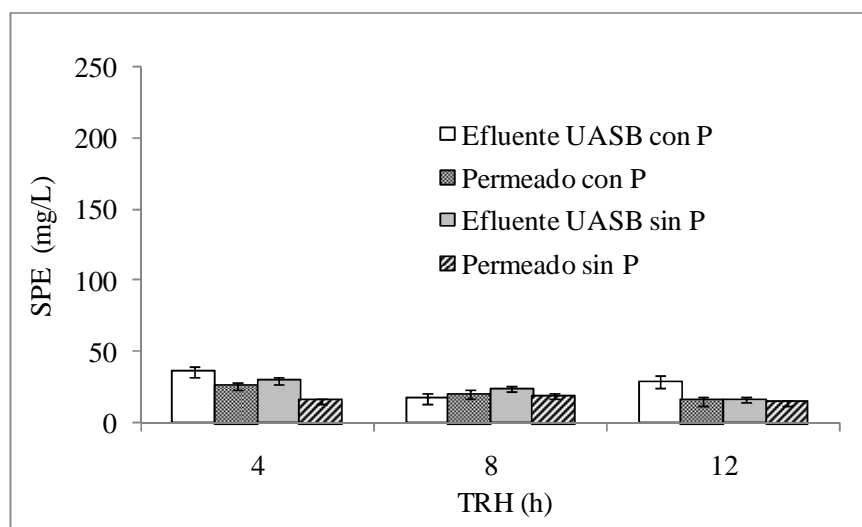 250
200
150
100
50
0
SPE (mg/L)
Efluente UASB con P
Permeado con P
Efluente UASB sin P
Permeado sin P
4 8 12
TRH (h)